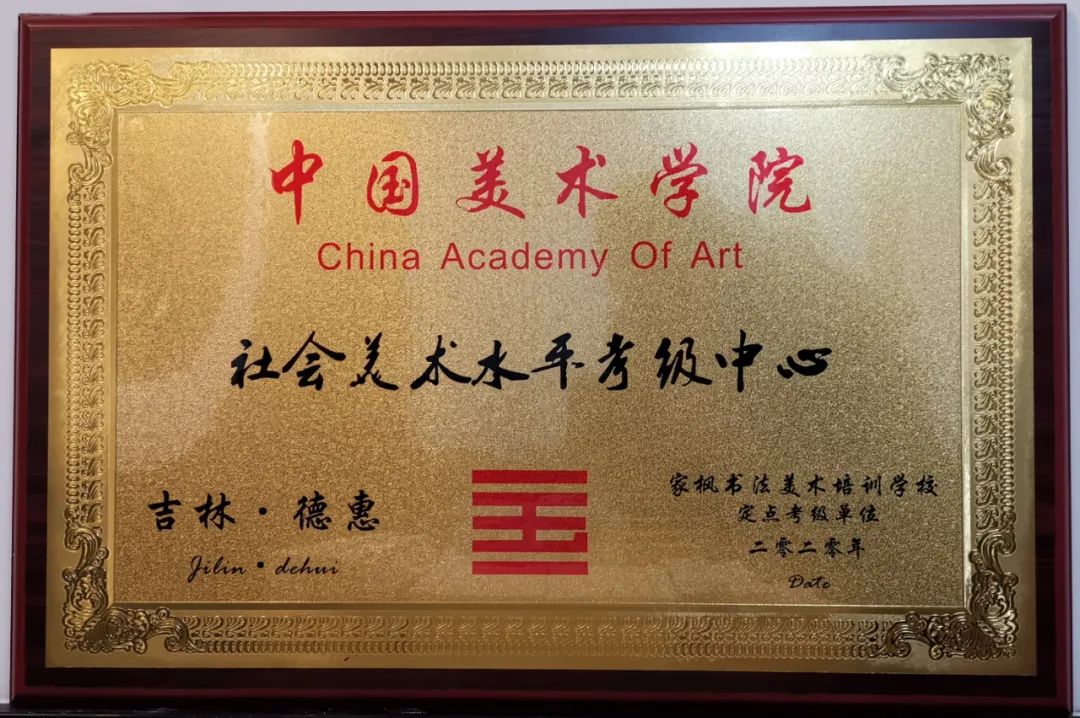 中国美术学院
China Academy Of Art
社会美术水平考级中心
吉林·德惠
Jilin·dehui
家枫书法美术培训学校
定点考级单位
二零二零年
Date